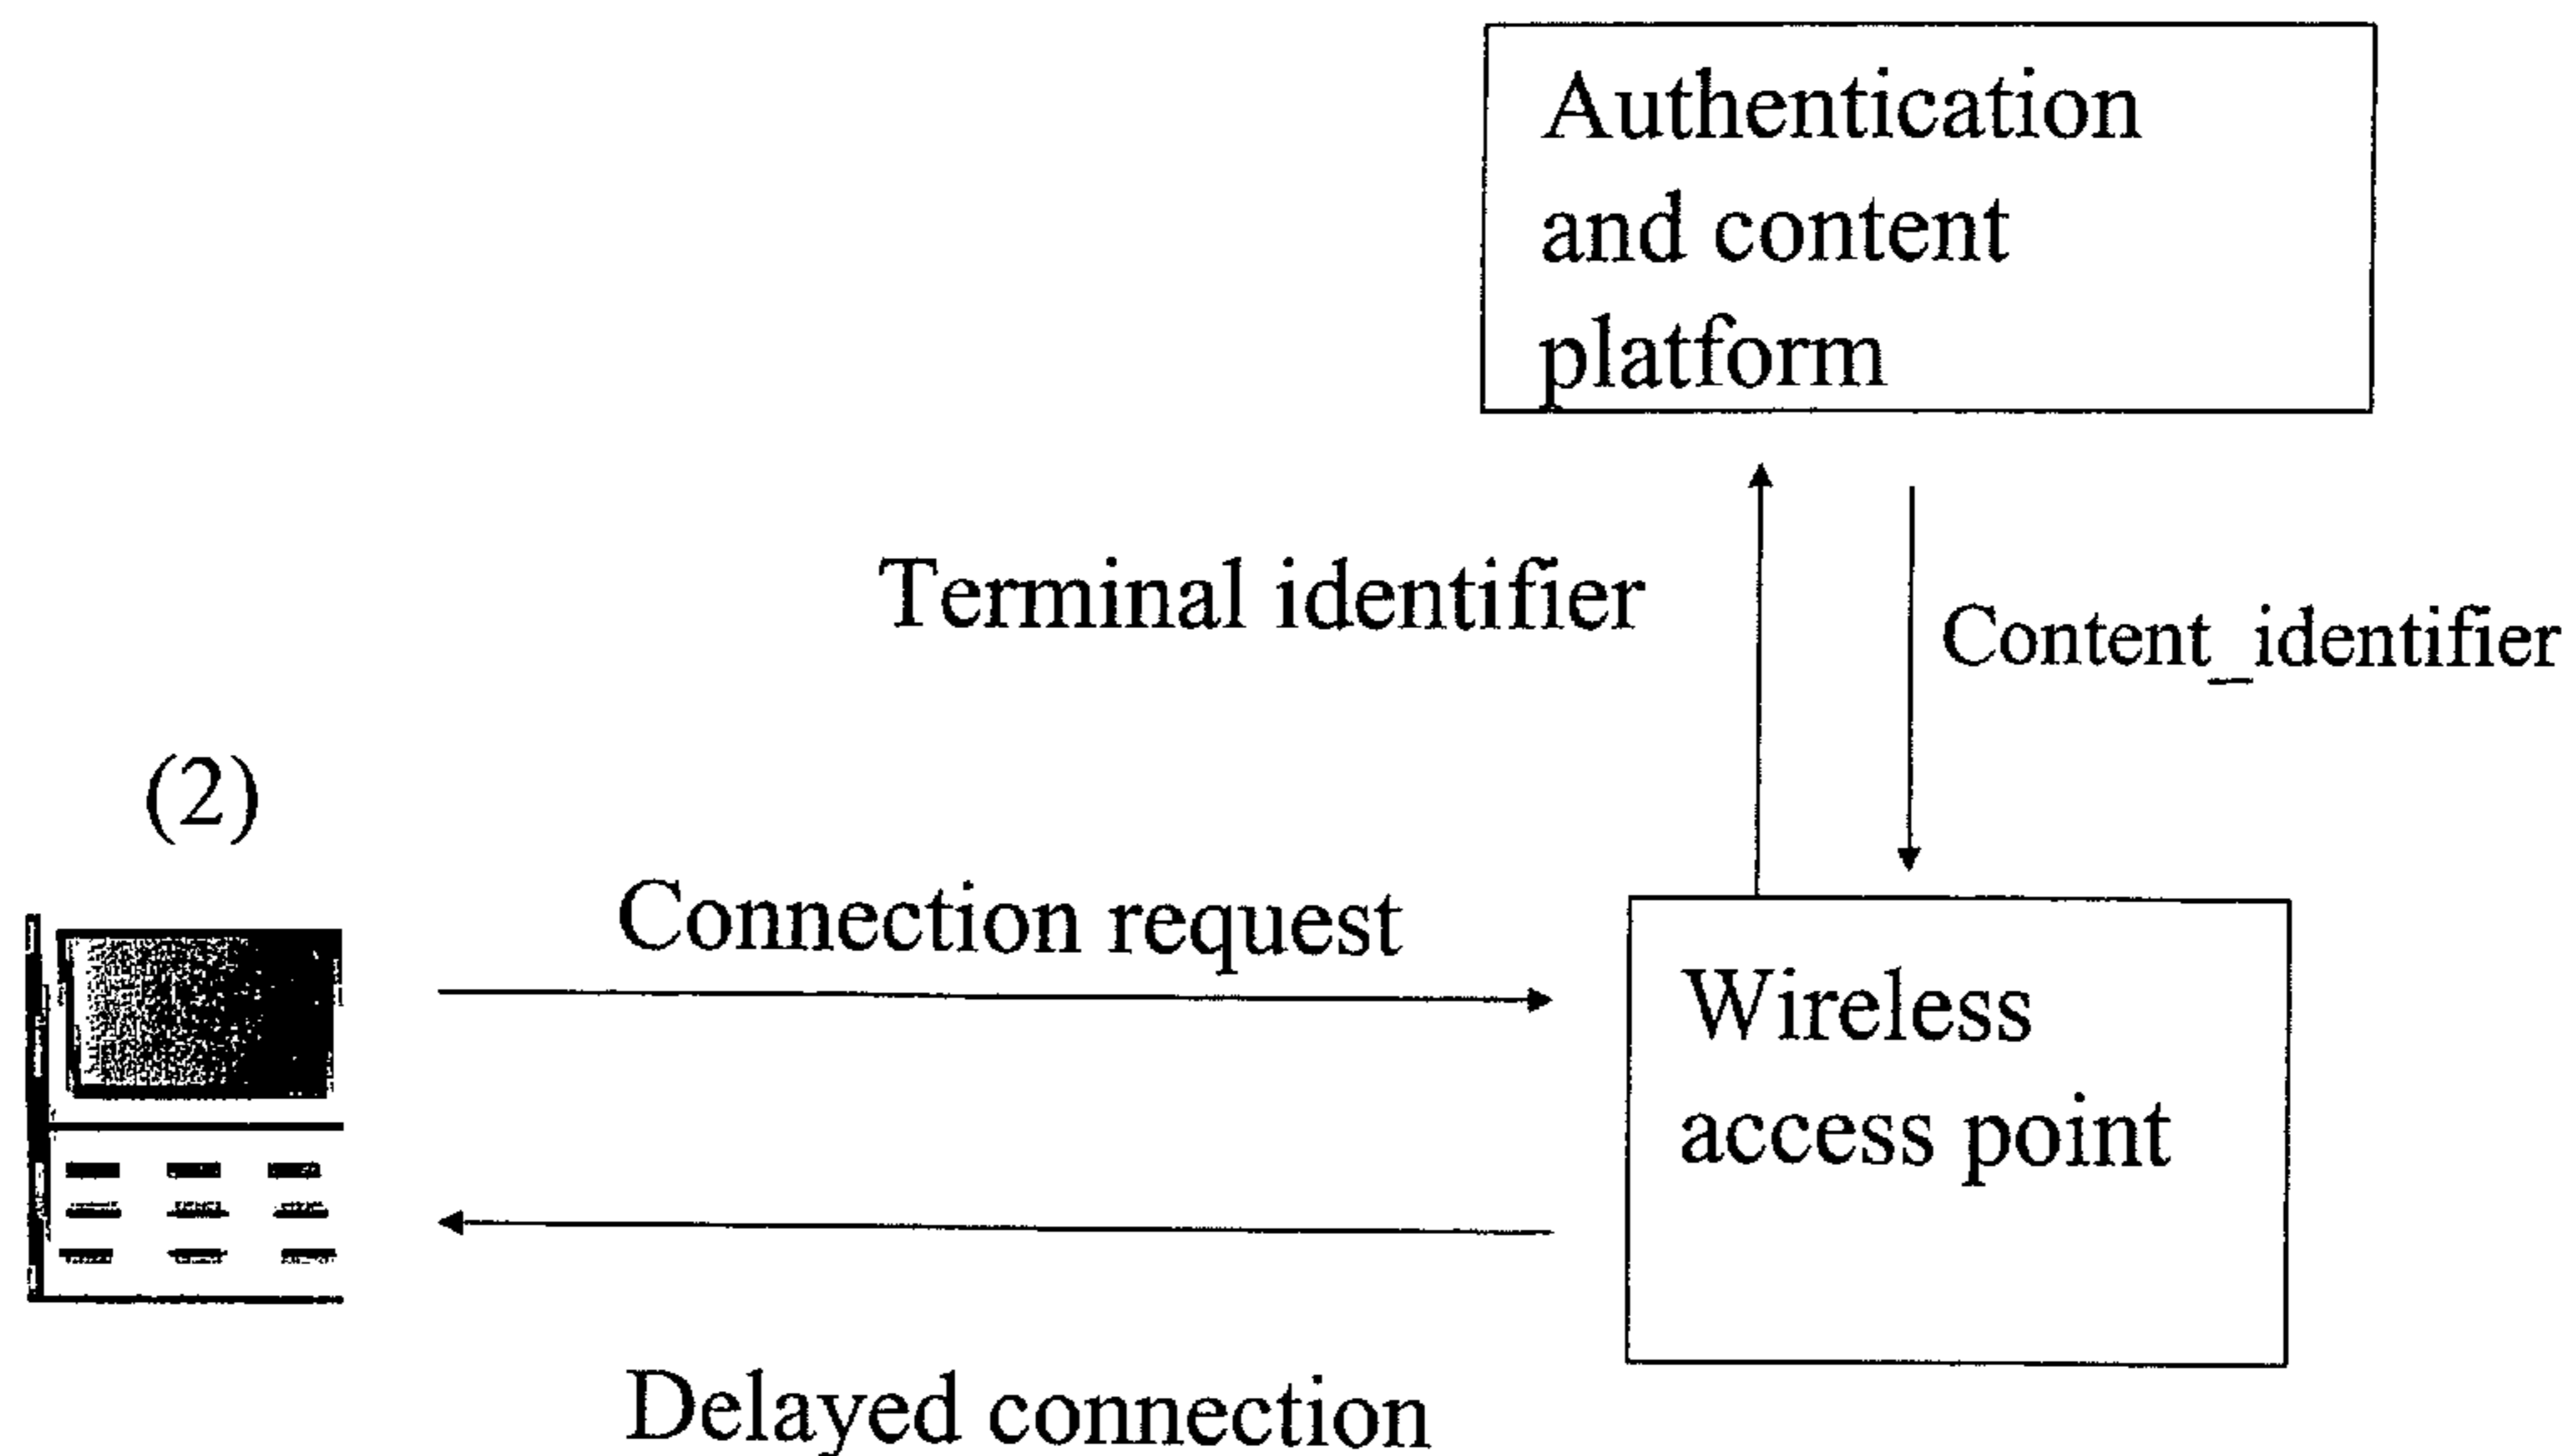 Authentication
and content
platform
Terminal identifier
Content_identifier
(2)
Connection request
Wireless
access point
Delayed connection